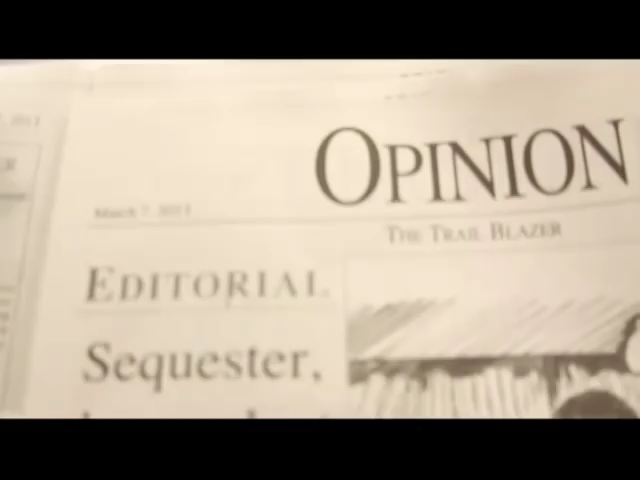 OPINION
March 7, 2013
THE TRAIL BLAZER
EDITORIAL
Sequester,